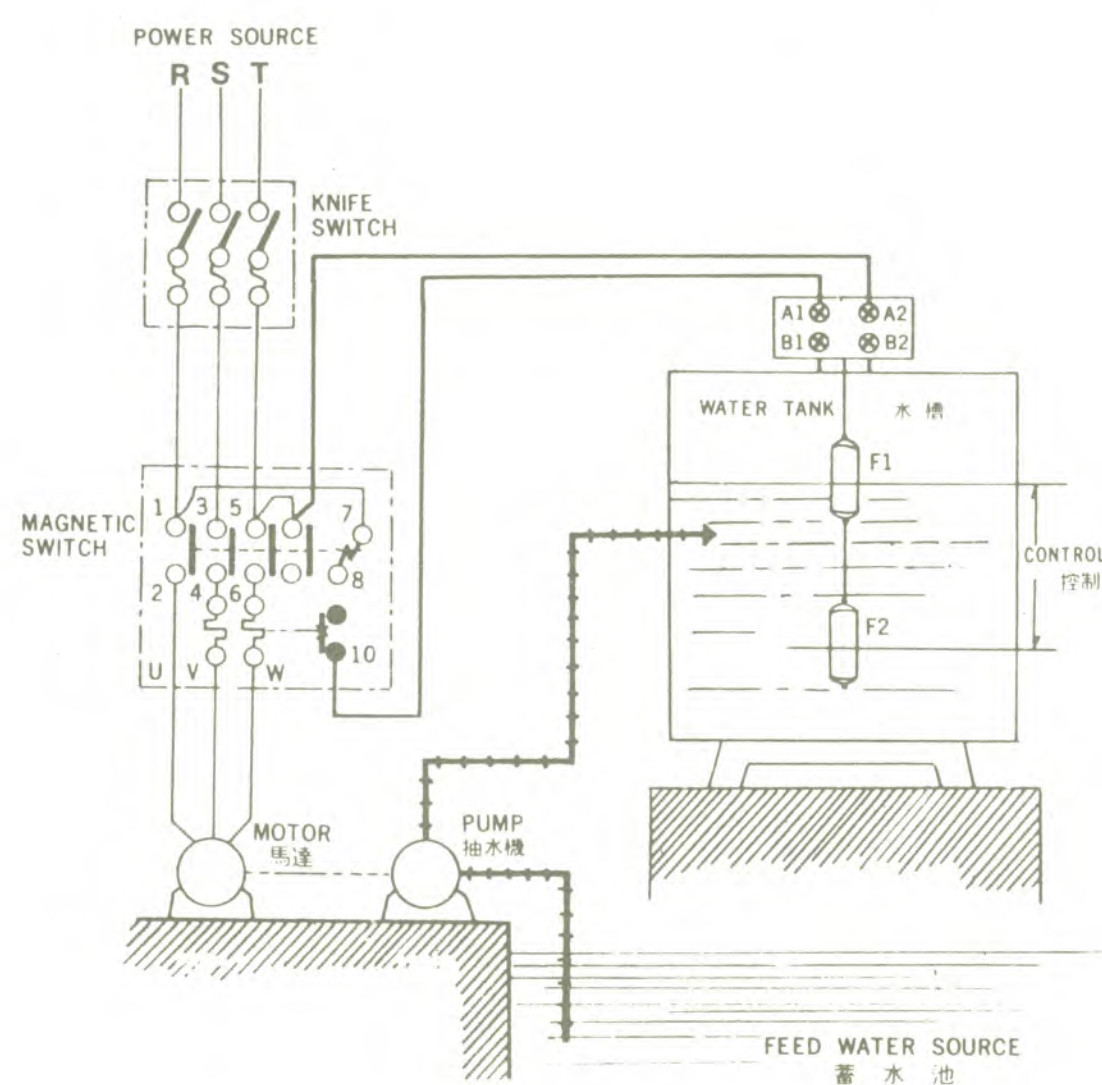 POWER SOURCE
R S T
KNIFE
SWITCH
A1 A2
B1 B2
WATER TANK 水槽
F1
1 3 5 7
MAGNETIC
SWITCH
CONTROL
控制
2 4 6 8
F2
10
U V W
MOTOR
馬達
PUMP
抽水機
FEED WATER SOURCE
蓄水池